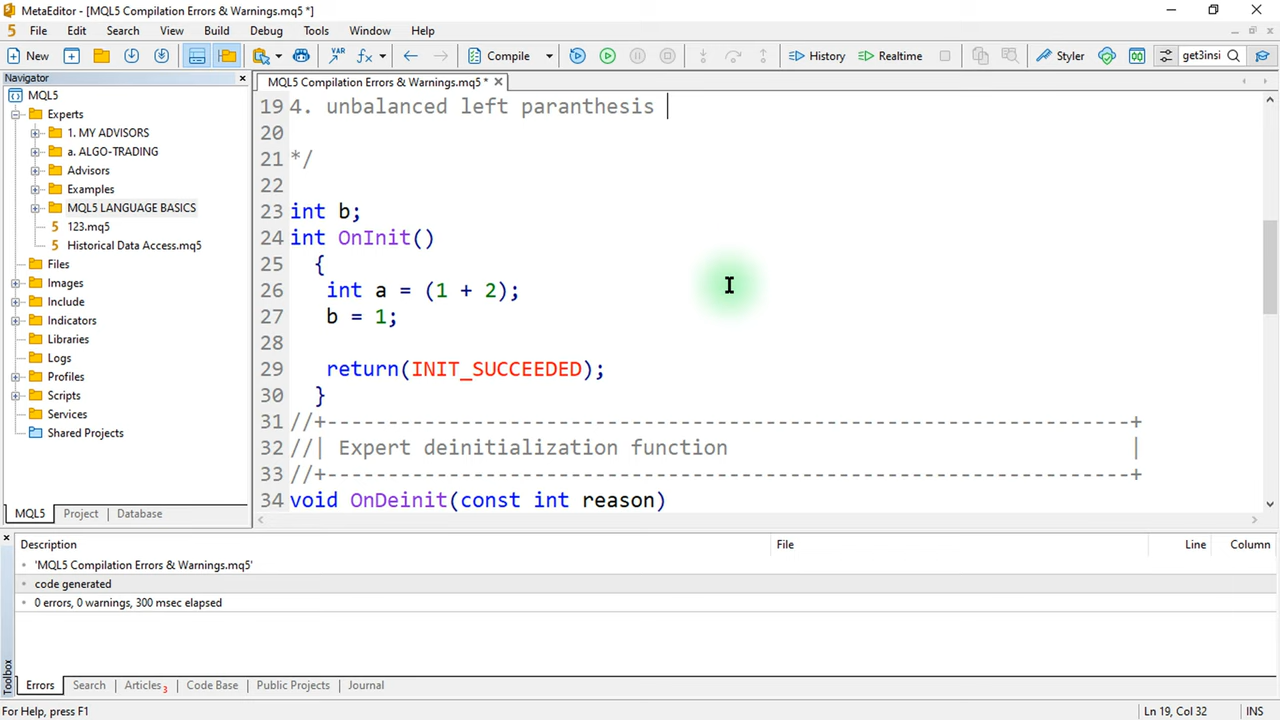 MetaEditor - [MQL5 Compilation Errors & Warnings.mq5 *]
5 File Edit Search View Build Debug Tools Window Help
New Compile History Realtime Styler get3insi
VAR fx
Navigator
MQL5 Compilation Errors & Warnings.mq5 *
MQL5
Experts
1. MY ADVISORS
a. ALGO-TRADING
Advisors
Examples
MQL5 LANGUAGE BASICS
5 123.mq5
5 Historical Data Access.mq5
Files
Images
Include
Indicators
Libraries
Logs
Profiles
Scripts
Services
Shared Projects
MQL5 Project Database
19 4. unbalanced left paranthesis
20
21 */
22
23 int b;
24 int OnInit()
25 {
26 int a = (1 + 2);
27 b = 1;
28
29 return(INIT_SUCCEEDED);
30 }
31 //+------------------------------------------------------------------+
32 //| Expert deinitialization function |
33 //+------------------------------------------------------------------+
34 void OnDeinit(const int reason)
Description File Line Column
'MQL5 Compilation Errors & Warnings.mq5'
code generated
0 errors, 0 warnings, 300 msec elapsed
Toolbox
Errors Search Articles 3 Code Base Public Projects Journal
For Help, press F1 Ln 19, Col 32 INS